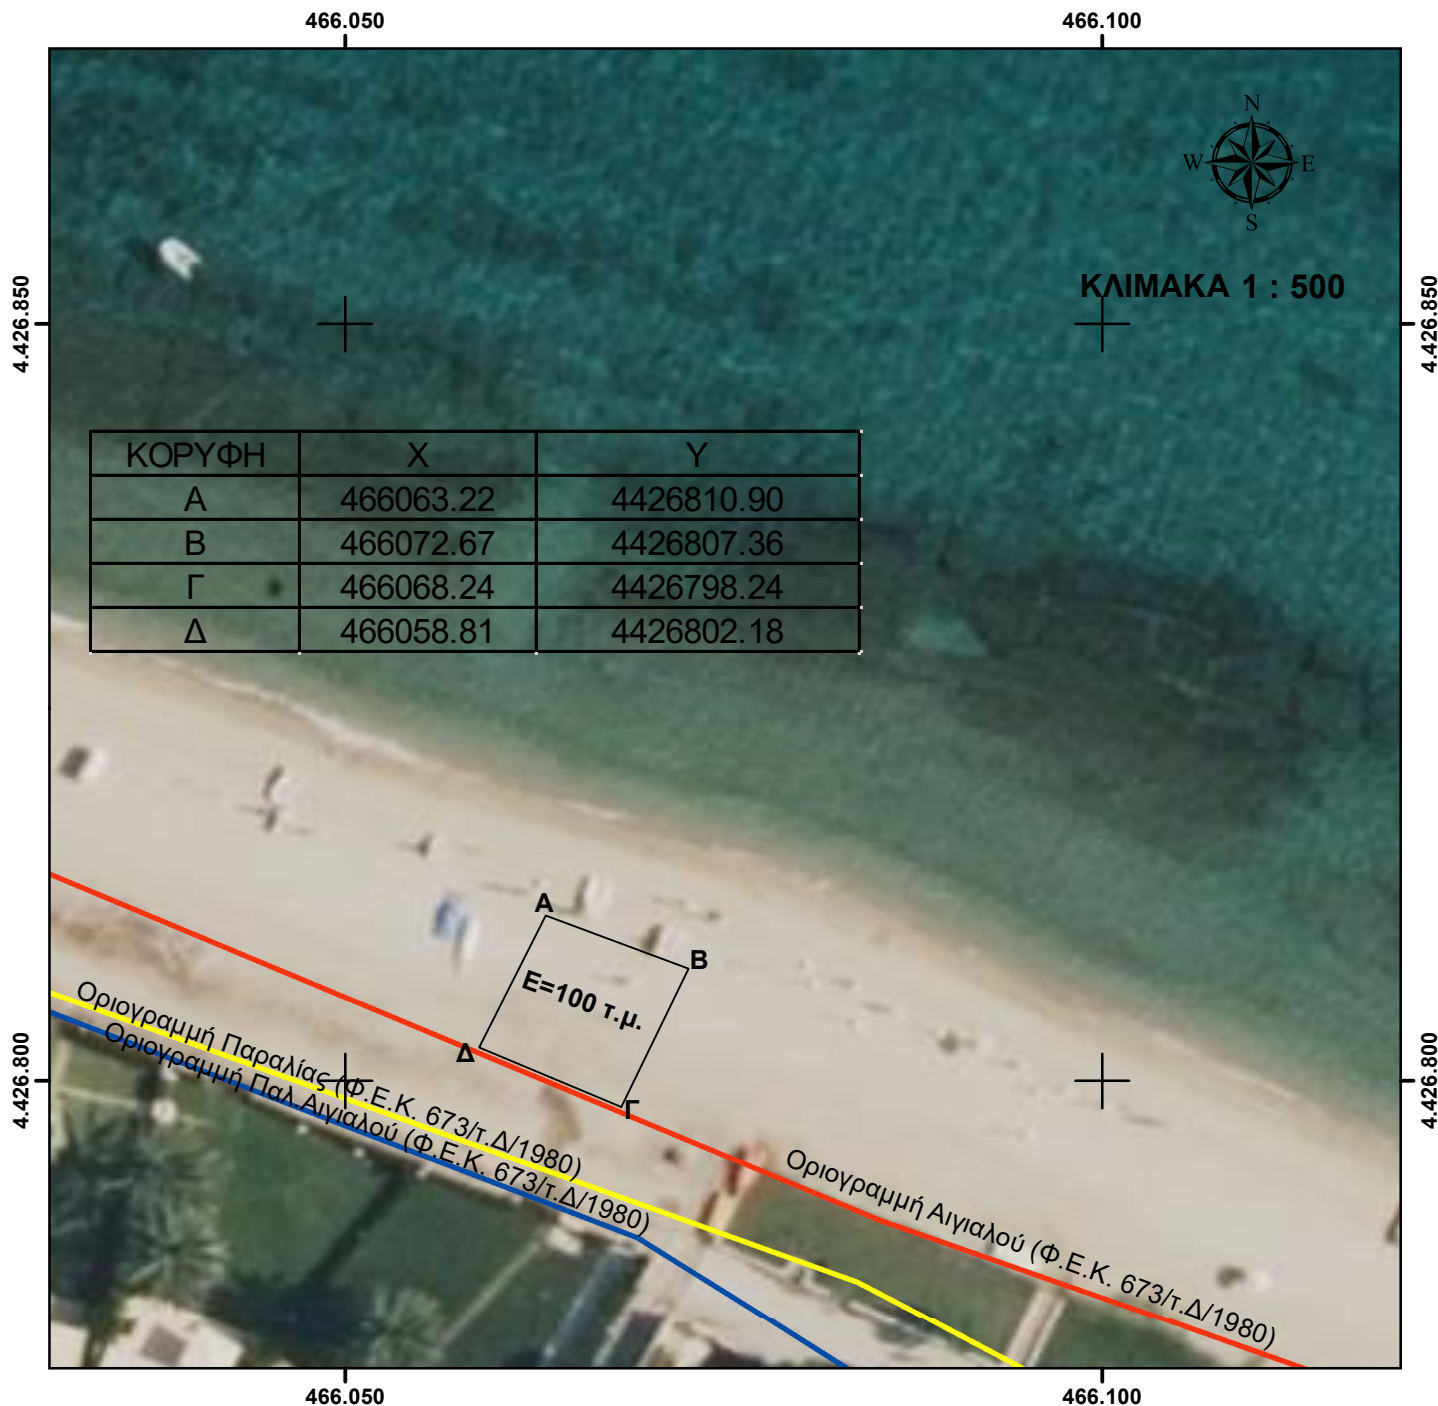 466.050 466.100
N
W E
S
ΚΛΙΜΑΚΑ 1 : 500
4.426.850 4.426.850
ΚΟΡΥΦΗ X Y
Α 466063.22 4426810.90
Β 466072.67 4426807.36
Γ 466068.24 4426798.24
Δ 466058.81 4426802.18
Α
Β
Ε=100 τ.μ.
Δ
Γ
4.426.800 4.426.800
Οριογραμμή Παραλίας (Φ.Ε.Κ. 673/τ.Δ/1980)
Οριογραμμή Παλ.Αιγιαλού (Φ.Ε.Κ. 673/τ.Δ/1980)
Οριογραμμή Αιγιαλού (Φ.Ε.Κ. 673/τ.Δ/1980)
466.050 466.100